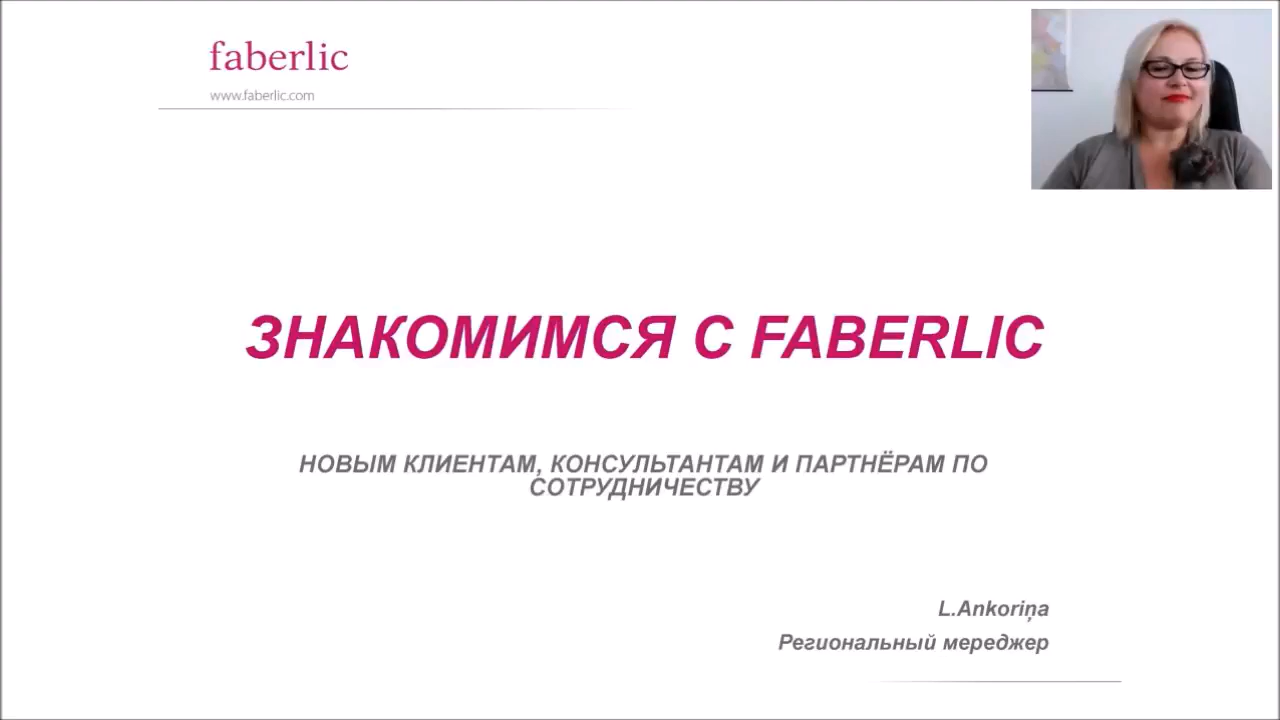 faberlic
www.faberlic.com
ЗНАКОМИМСЯ С FABERLIC
НОВЫМ КЛИЕНТАМ, КОНСУЛЬТАНТАМ И ПАРТНЁРАМ ПО
СОТРУДНИЧЕСТВУ
L.Ankoriņa
Региональный мереджер